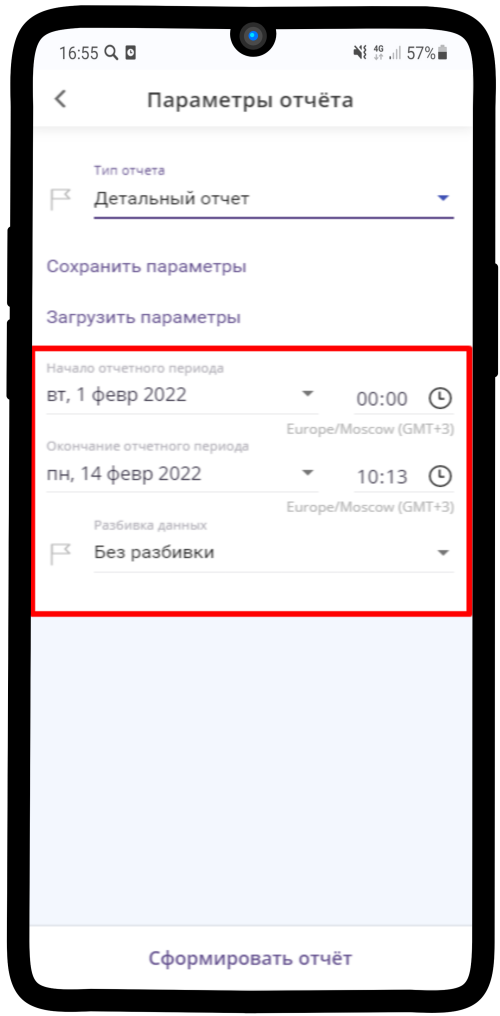 16:55 4G 57%
Параметры отчёта
Тип отчета
Детальный отчет
Сохранить параметры
Загрузить параметры
Начало отчетного периода
вт, 1 февр 2022 00:00
Europe/Moscow (GMT+3)
Окончание отчетного периода
пн, 14 февр 2022 10:13
Europe/Moscow (GMT+3)
Разбивка данных
Без разбивки
Сформировать отчёт